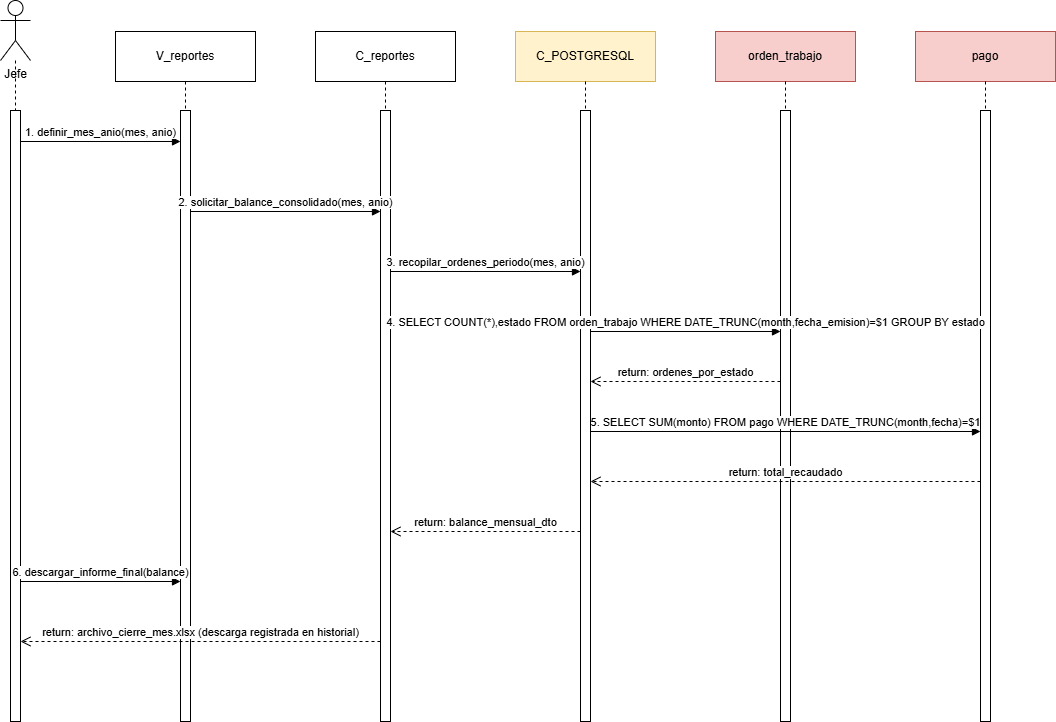 Jefe
V_reportes
C_reportes
C_POSTGRESQL
orden_trabajo
pago
1. definir_mes_anio(mes, anio)
2. solicitar_balance_consolidado(mes, anio)
3. recopilar_ordenes_periodo(mes, anio)
4. SELECT COUNT(*),estado FROM orden_trabajo WHERE DATE_TRUNC(month,fecha_emision)=$1 GROUP BY estado
return: ordenes_por_estado
5. SELECT SUM(monto) FROM pago WHERE DATE_TRUNC(month,fecha)=$1
return: total_recaudado
return: balance_mensual_dto
6. descargar_informe_final(balance)
return: archivo_cierre_mes.xlsx (descarga registrada en historial)